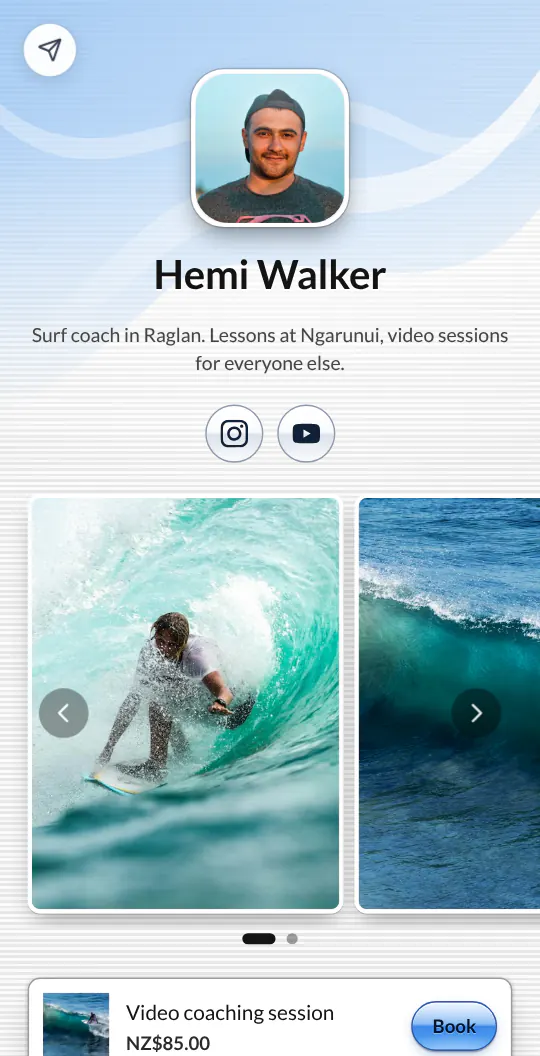 Hemi Walker
Surf coach in Raglan. Lessons at Ngarunui, video sessions
for everyone else.
Video coaching session
NZ$85.00
Book